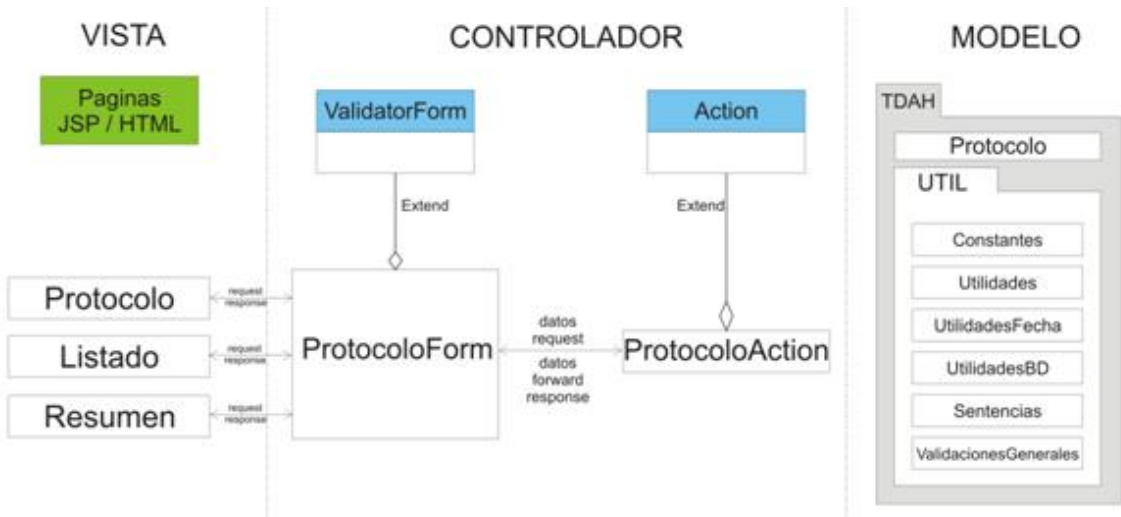 VISTA
CONTROLADOR
MODELO
Paginas
JSP / HTML
ValidatorForm
Action
Extend
Extend
Protocolo
request
response
Listado
request
response
Resumen
request
response
ProtocoloForm
datos
request
datos
forward
response
ProtocoloAction
TDAH
Protocolo
UTIL
Constantes
Utilidades
UtilidadesFecha
UtilidadesBD
Sentencias
ValidacionesGenerales